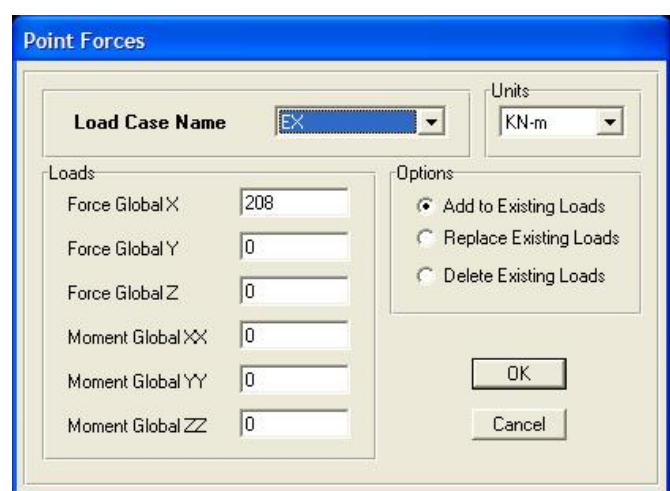 Point Forces
Units
Load Case Name EX KN-m
Loads Options
Force Global X 208 Add to Existing Loads
Force Global Y 0 Replace Existing Loads
Force Global Z 0 Delete Existing Loads
Moment Global XX 0
Moment Global YY 0 OK
Moment Global ZZ 0 Cancel